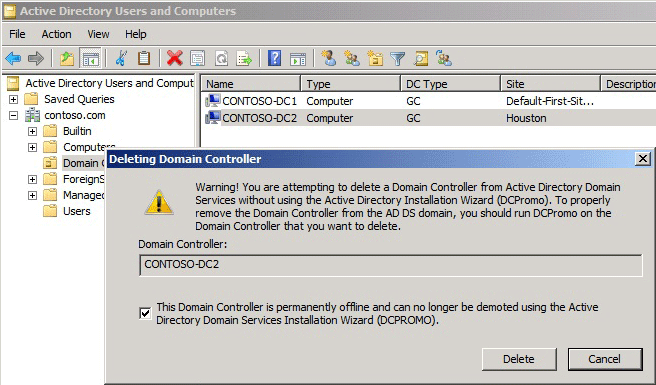 Active Directory Users and Computers
File Action View Help
Active Directory Users and Comput
Name Type DC Type Site Description
Saved Queries
CONTOSO-DC1 Computer GC Default-First-Sit...
contoso.com
CONTOSO-DC2 Computer GC Houston
Builtin
Computers
Domain C
ForeignS
Managed
Users
Deleting Domain Controller
Warning! You are attempting to delete a Domain Controller from Active Directory Domain
Services without using the Active Directory Installation Wizard (DCPromo). To properly
remove the Domain Controller from the AD DS domain, you should run DCPromo on the
Domain Controller that you want to delete.
Domain Controller:
CONTOSO-DC2
This Domain Controller is permanently offline and can no longer be demoted using the Active
Directory Domain Services Installation Wizard (DCPROMO).
Delete Cancel